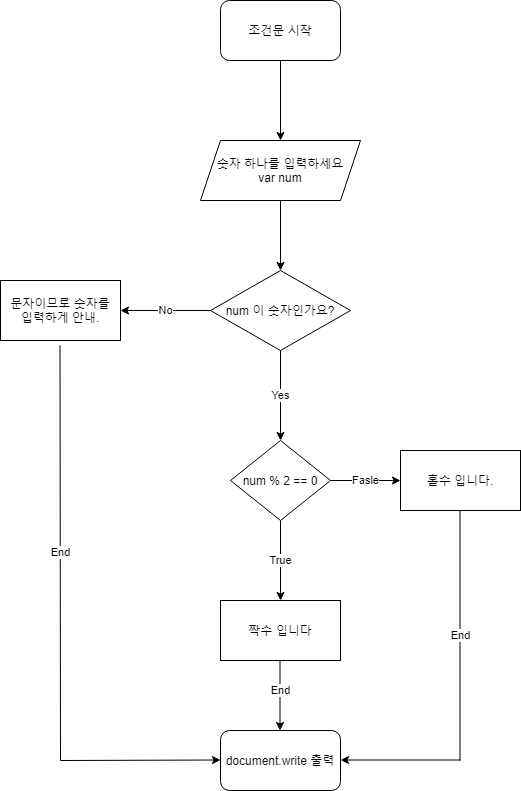 조건문 시작
숫자 하나를 입력하세요
var num
num 이 숫자인가요?
No
문자이므로 숫자를
입력하게 안내.
Yes
num % 2 == 0
Fasle
홀수 입니다.
True
End
짝수 입니다
End
End
document.write 출력